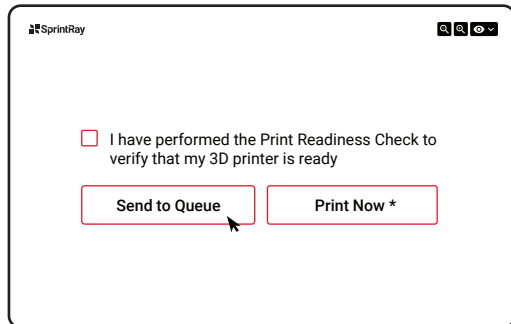 SprintRay
I have performed the Print Readiness Check to
verify that my 3D printer is ready
Send to Queue
Print Now *